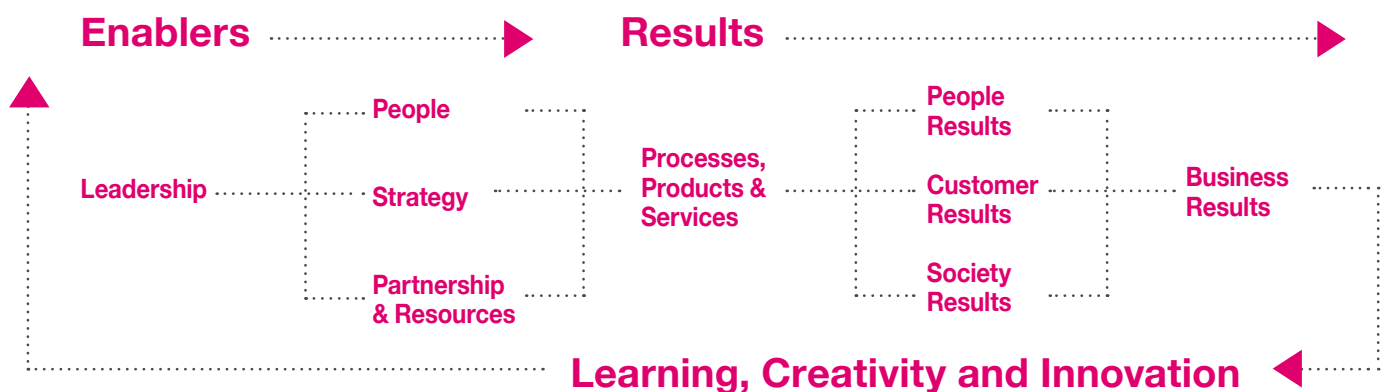 Enablers
Results
Leadership
People
Strategy
Partnership
& Resources
Processes,
Products &
Services
People
Results
Customer
Results
Society
Results
Business
Results
Learning, Creativity and Innovation